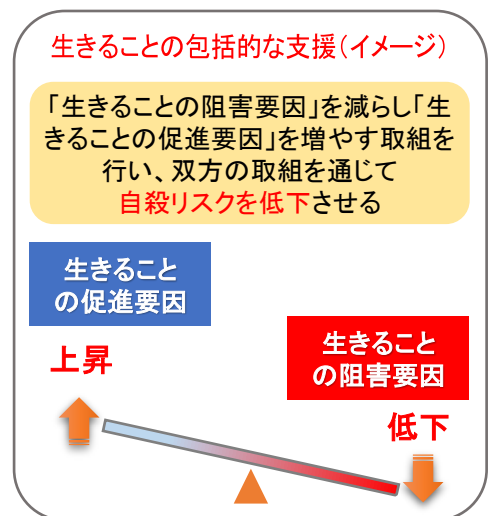 生きることの包括的な支援(イメージ)
「生きることの阻害要因」を減らし「生
きることの促進要因」を増やす取組を
行い、双方の取組を通じて
自殺リスクを低下させる
生きること
の促進要因
上昇
生きること
の阻害要因
低下